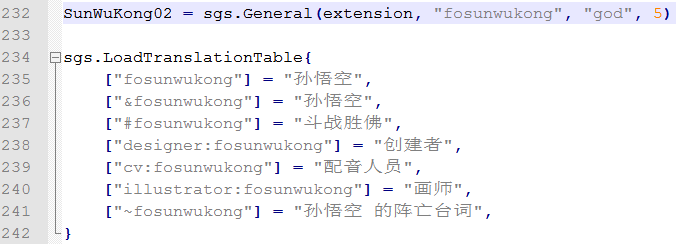 232 SunWuKong02 = sgs.General(extension, "fosunwukong", "god", 5)
233
234 sgs.LoadTranslationTable{
235     ["fosunwukong"] = "孙悟空",
236     ["&fosunwukong"] = "孙悟空",
237     ["#fosunwukong"] = "斗战胜佛",
238     ["designer:fosunwukong"] = "创建者",
239     ["cv:fosunwukong"] = "配音人员",
240     ["illustrator:fosunwukong"] = "画师",
241     ["~fosunwukong"] = "孙悟空 的阵亡台词",
242 }